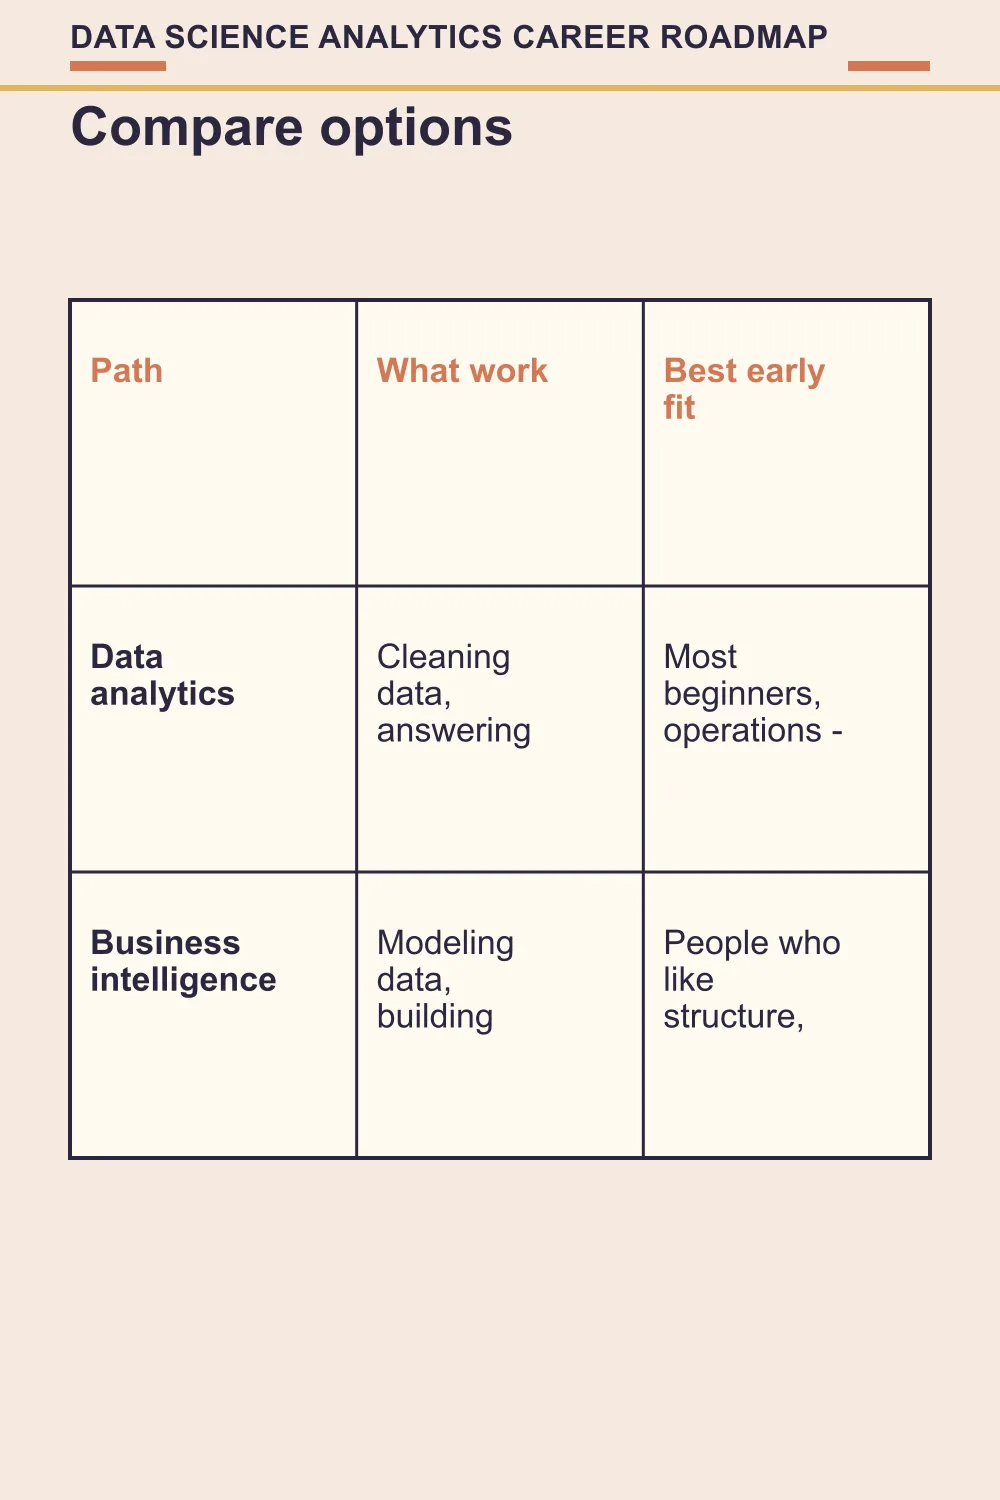 DATA SCIENCE ANALYTICS CAREER ROADMAP
Compare options
Path
What work
Best early
fit
Data
analytics
Cleaning
data,
answering
Most
beginners,
operations -
Business
intelligence
Modeling
data,
building
People who
like
structure,